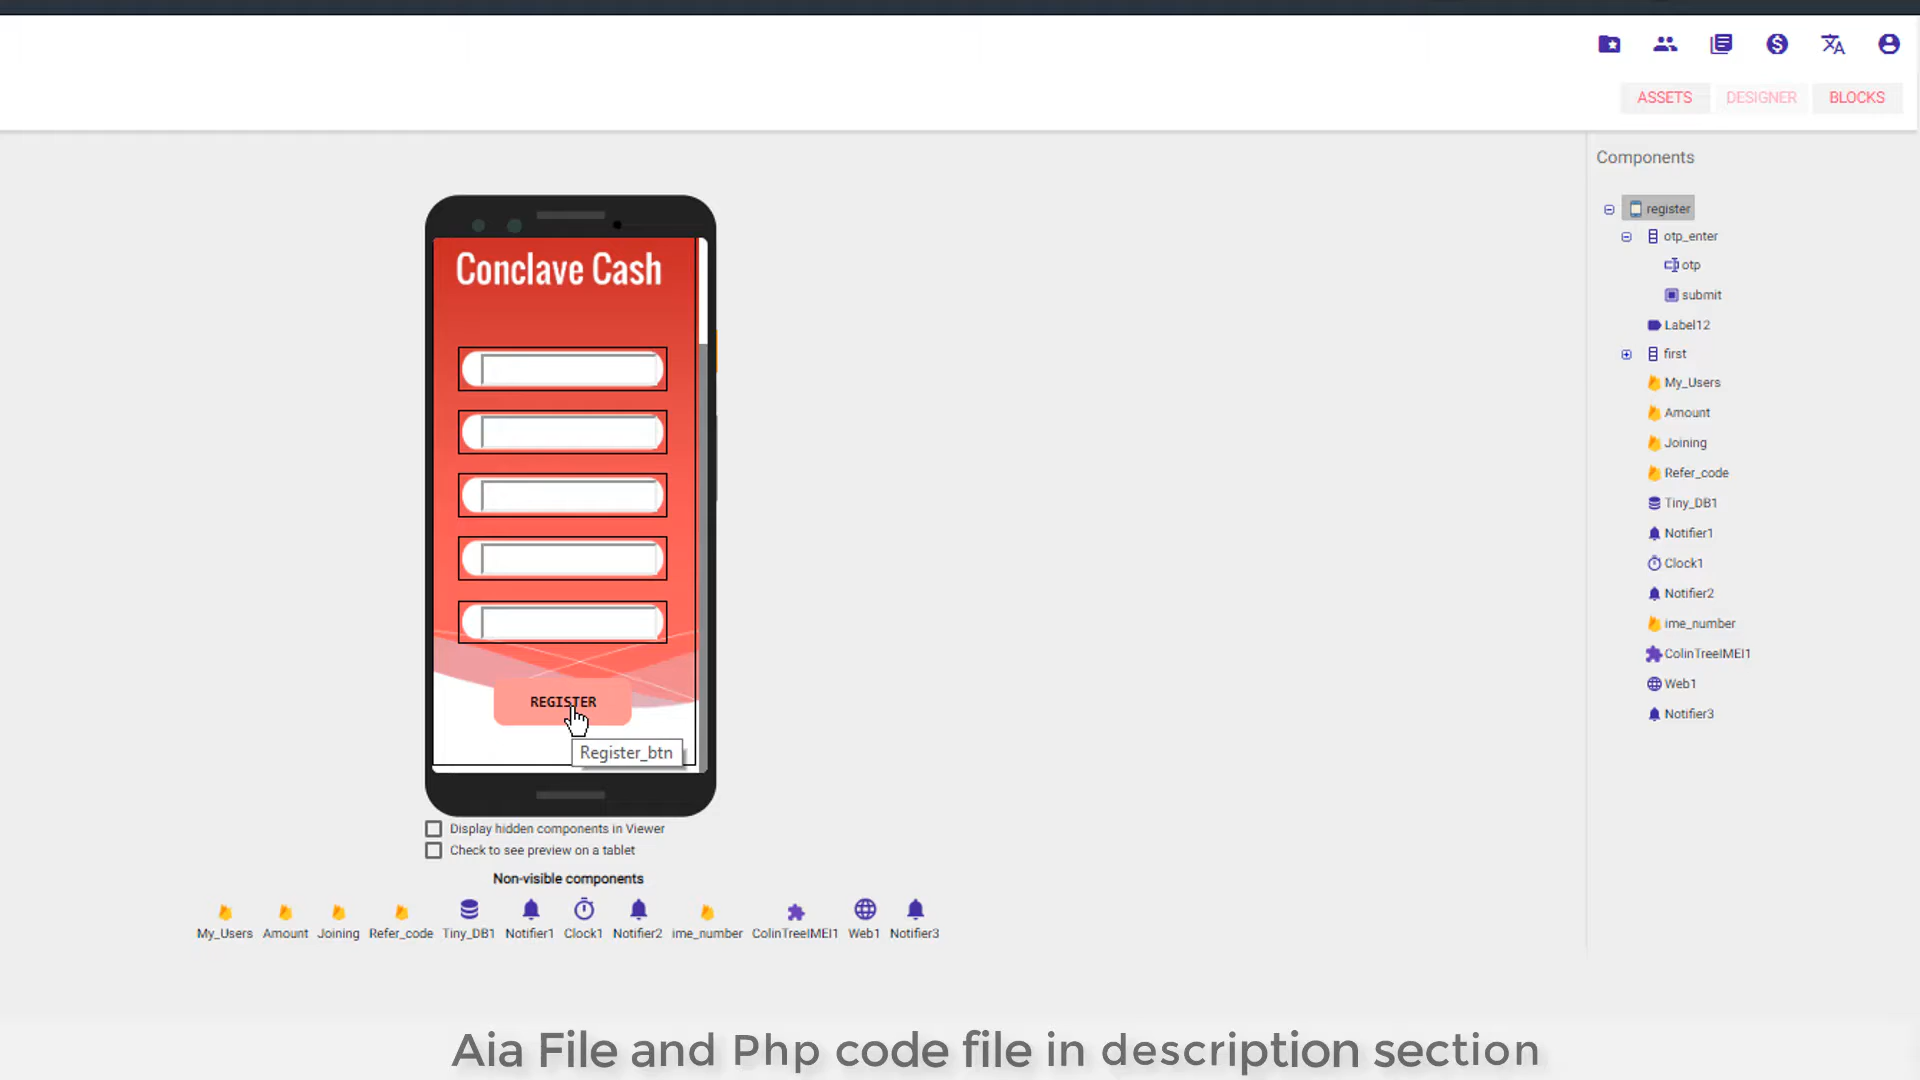 ASSETS
DESIGNER
BLOCKS
Components
register
otp_enter
otp
submit
Label12
first
My_Users
Amount
Joining
Refer_code
Tiny_DB1
Notifier1
Clock1
Notifier2
ime_number
ColinTreeIMEI1
Web1
Notifier3
Conclave Cash
REGISTER
Register_btn
Display hidden components in Viewer
Check to see preview on a tablet
Non-visible components
My_Users Amount Joining Refer_code Tiny_DB1 Notifier1 Clock1 Notifier2 ime_number ColinTreeIMEI1 Web1 Notifier3
Aia File and Php code file in description section